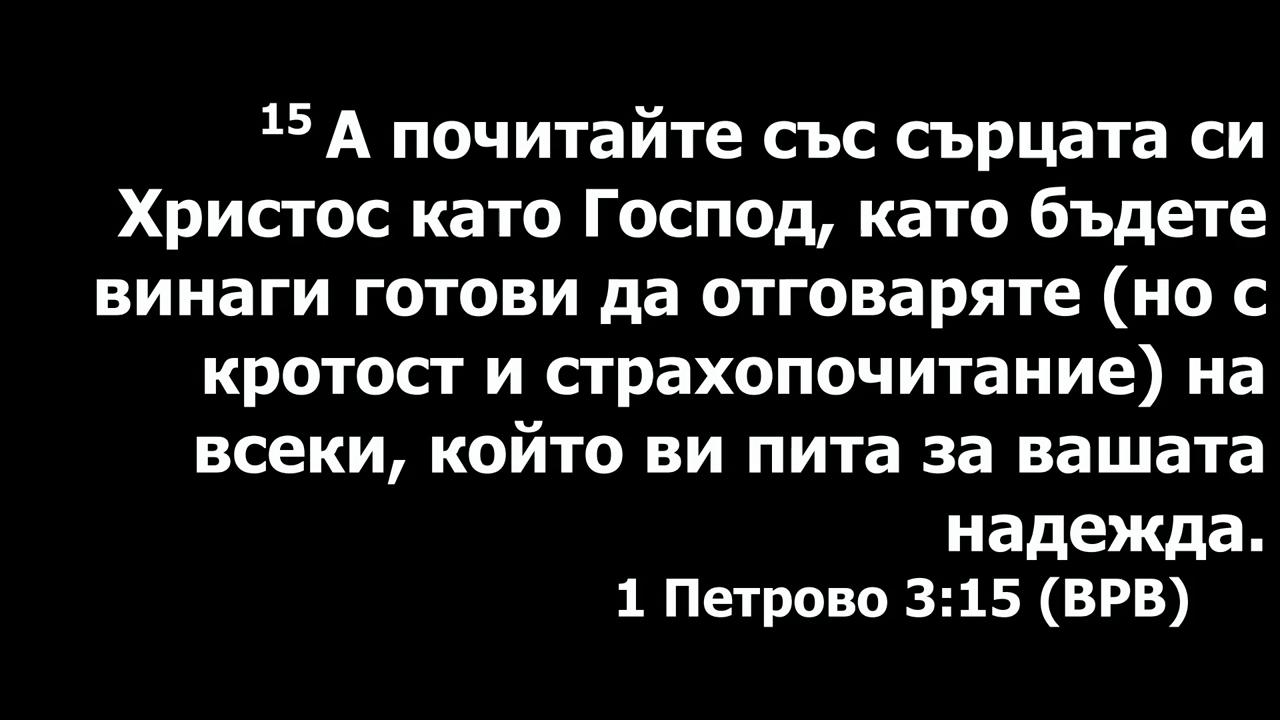 15 А почитайте със сърцата си
Христос като Господ, като бъдете
винаги готови да отговаряте (но с
кротост и страхопочитание) на
всеки, който ви пита за вашата
надежда.
1 Петрово 3:15 (ВРВ)